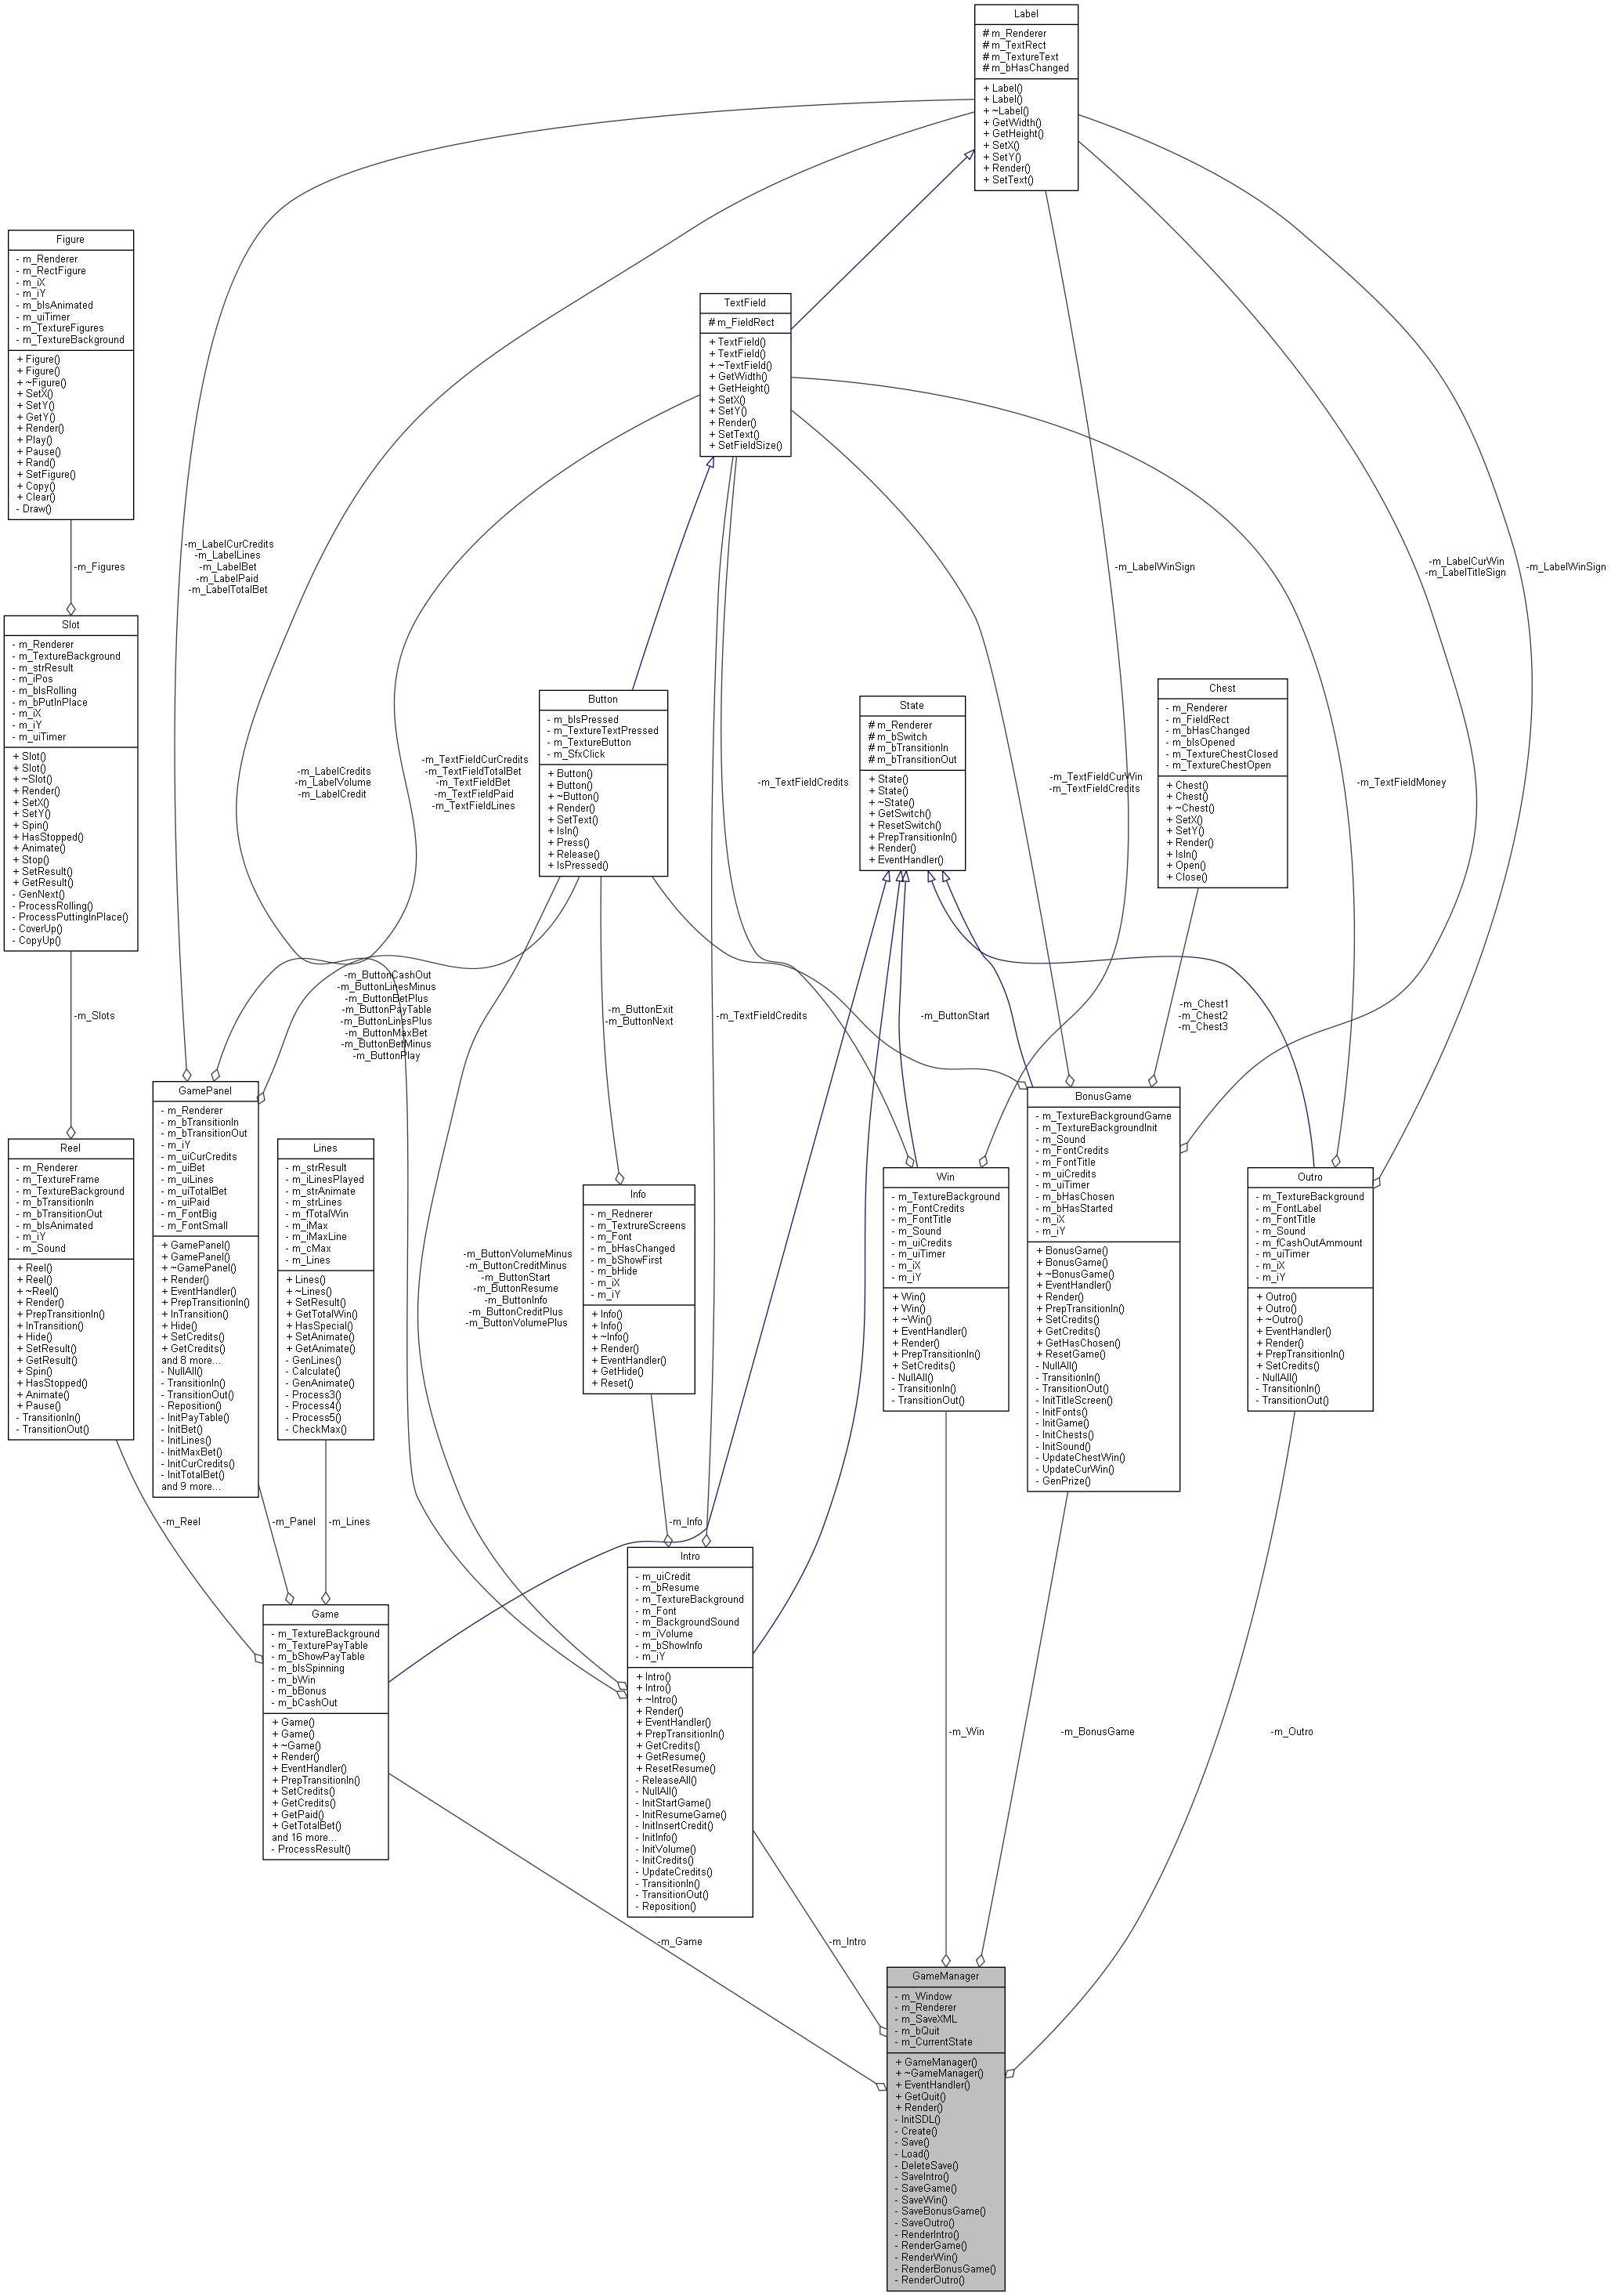 Label
# m_Renderer
# m_TextRect
# m_TextureText
# m_bHasChanged
+ Label()
+ Label()
+ ~Label()
+ GetWidth()
+ GetHeight()
+ SetX()
+ SetY()
+ Render()
+ SetText()
Figure
- m_Renderer
- m_RectFigure
- m_iX
- m_iY
- m_bIsAnimated
- m_uiTimer
- m_TextureFigures
- m_TextureBackground
+ Figure()
+ Figure()
+ ~Figure()
+ SetX()
+ SetY()
+ GetY()
+ Render()
+ Play()
+ Pause()
+ Rand()
+ SetFigure()
+ Copy()
+ Clear()
- Draw()
TextField
# m_FieldRect
+ TextField()
+ TextField()
+ ~TextField()
+ GetWidth()
+ GetHeight()
+ SetX()
+ SetY()
+ Render()
+ SetText()
+ SetFieldSize()
-m_Figures
-m_LabelCurCredits
-m_LabelLines
-m_LabelBet
-m_LabelPaid
-m_LabelTotalBet
-m_LabelWinSign
-m_LabelCurWin
-m_LabelTitleSign
-m_LabelWinSign
Slot
- m_Renderer
- m_TextureBackground
- m_strResult
- m_iPos
- m_bIsRolling
- m_bPutInPlace
- m_iX
- m_iY
- m_uiTimer
+ Slot()
+ Slot()
+ ~Slot()
+ Render()
+ SetX()
+ SetY()
+ Spin()
+ HasStopped()
+ Animate()
+ Stop()
+ SetResult()
+ GetResult()
- GenNext()
- ProcessRolling()
- ProcessPuttingInPlace()
- CoverUp()
- CopyUp()
-m_LabelCredits
-m_LabelVolume
-m_LabelCredit
-m_TextFieldCurCredits
-m_TextFieldTotalBet
-m_TextFieldBet
-m_TextFieldPaid
-m_TextFieldLines
Button
- m_bIsPressed
- m_TextureTextPressed
- m_TextureButton
- m_SfxClick
+ Button()
+ Button()
+ ~Button()
+ Render()
+ SetText()
+ IsIn()
+ Press()
+ Release()
+ IsPressed()
-m_TextFieldCredits
State
# m_Renderer
# m_bSwitch
# m_bTransitionIn
# m_bTransitionOut
+ State()
+ State()
+ ~State()
+ GetSwitch()
+ ResetSwitch()
+ PrepTransitionIn()
+ Render()
+ EventHandler()
-m_TextFieldCurWin
-m_TextFieldCredits
Chest
- m_Renderer
- m_FieldRect
- m_bHasChanged
- m_bIsOpened
- m_TextureChestClosed
- m_TextureChestOpen
+ Chest()
+ Chest()
+ ~Chest()
+ SetX()
+ SetY()
+ Render()
+ IsIn()
+ Open()
+ Close()
-m_TextFieldMoney
-m_Slots
-m_ButtonCashOut
-m_ButtonLinesMinus
-m_ButtonBetPlus
-m_ButtonPayTable
-m_ButtonLinesPlus
-m_ButtonMaxBet
-m_ButtonBetMinus
-m_ButtonPlay
-m_ButtonExit
-m_ButtonNext
-m_TextFieldCredits
-m_ButtonStart
-m_Chest1
-m_Chest2
-m_Chest3
Reel
- m_Renderer
- m_TextureFrame
- m_TextureBackground
- m_bTransitionIn
- m_bTransitionOut
- m_bIsAnimated
- m_iY
- m_Sound
+ Reel()
+ Reel()
+ ~Reel()
+ Render()
+ PrepTransitionIn()
+ InTransition()
+ Hide()
+ SetResult()
+ GetResult()
+ Spin()
+ HasStopped()
+ Animate()
+ Pause()
- TransitionIn()
- TransitionOut()
GamePanel
- m_Renderer
- m_bTransitionIn
- m_bTransitionOut
- m_iY
- m_uiCurCredits
- m_uiBet
- m_uiLines
- m_uiTotalBet
- m_uiPaid
- m_FontBig
- m_FontSmall
+ GamePanel()
+ GamePanel()
+ ~GamePanel()
+ Render()
+ EventHandler()
+ PrepTransitionIn()
+ InTransition()
+ Hide()
+ SetCredits()
+ GetCredits()
and 8 more...
- NullAll()
- TransitionIn()
- TransitionOut()
- Reposition()
- InitPayTable()
- InitBet()
- InitLines()
- InitMaxBet()
- InitCurCredits()
- InitTotalBet()
and 9 more...
Lines
- m_strResult
- m_iLinesPlayed
- m_strAnimate
- m_strLines
- m_fTotalWin
- m_iMax
- m_iMaxLine
- m_cMax
- m_Lines
+ Lines()
+ ~Lines()
+ SetResult()
+ GetTotalWin()
+ HasSpecial()
+ SetAnimate()
+ GetAnimate()
- GenLines()
- Calculate()
- GenAnimate()
- Process3()
- Process4()
- Process5()
- CheckMax()
-m_ButtonVolumeMinus
-m_ButtonCreditMinus
-m_ButtonStart
-m_ButtonResume
-m_ButtonInfo
-m_ButtonCreditPlus
-m_ButtonVolumePlus
Info
- m_Rednerer
- m_TextrureScreens
- m_Font
- m_bHasChanged
- m_bShowFirst
- m_bHide
- m_iX
- m_iY
+ Info()
+ Info()
+ ~Info()
+ Render()
+ EventHandler()
+ GetHide()
+ Reset()
Win
- m_TextureBackground
- m_FontCredits
- m_FontTitle
- m_Sound
- m_uiCredits
- m_uiTimer
- m_iX
- m_iY
+ Win()
+ Win()
+ ~Win()
+ EventHandler()
+ Render()
+ PrepTransitionIn()
+ SetCredits()
- NullAll()
- TransitionIn()
- TransitionOut()
BonusGame
- m_TextureBackgroundGame
- m_TextureBackgroundInit
- m_Sound
- m_FontCredits
- m_FontTitle
- m_uiCredits
- m_uiTimer
- m_bHasChosen
- m_bHasStarted
- m_iX
- m_iY
+ BonusGame()
+ BonusGame()
+ ~BonusGame()
+ EventHandler()
+ Render()
+ PrepTransitionIn()
+ SetCredits()
+ GetCredits()
+ GetHasChosen()
+ ResetGame()
- NullAll()
- TransitionIn()
- TransitionOut()
- InitTitleScreen()
- InitFonts()
- InitGame()
- InitChests()
- InitSound()
- UpdateChestWin()
- UpdateCurWin()
- GenPrize()
Outro
- m_TextureBackground
- m_FontLabel
- m_FontTitle
- m_Sound
- m_fCashOutAmmount
- m_uiTimer
- m_iX
- m_iY
+ Outro()
+ Outro()
+ ~Outro()
+ EventHandler()
+ Render()
+ PrepTransitionIn()
+ SetCredits()
- NullAll()
- TransitionIn()
- TransitionOut()
-m_Reel
-m_Panel
-m_Lines
-m_Info
Game
- m_TextureBackground
- m_TexturePayTable
- m_bShowPayTable
- m_bIsSpinning
- m_bWin
- m_bBonus
- m_bCashOut
+ Game()
+ Game()
+ ~Game()
+ Render()
+ EventHandler()
+ PrepTransitionIn()
+ SetCredits()
+ GetCredits()
+ GetPaid()
+ GetTotalBet()
and 16 more...
- ProcessResult()
Intro
- m_uiCredit
- m_bResume
- m_TextureBackground
- m_Font
- m_BackgroundSound
- m_iVolume
- m_bShowInfo
- m_iY
+ Intro()
+ Intro()
+ ~Intro()
+ Render()
+ EventHandler()
+ PrepTransitionIn()
+ GetCredits()
+ GetResume()
+ ResetResume()
- ReleaseAll()
- NullAll()
- InitStartGame()
- InitResumeGame()
- InitInsertCredit()
- InitInfo()
- InitVolume()
- InitCredits()
- UpdateCredits()
- TransitionIn()
- TransitionOut()
- Reposition()
-m_Win
-m_BonusGame
-m_Outro
-m_Game
-m_Intro
GameManager
- m_Window
- m_Renderer
- m_SaveXML
- m_bQuit
- m_CurrentState
+ GameManager()
+ ~GameManager()
+ EventHandler()
+ GetQuit()
+ Render()
- InitSDL()
- Create()
- Save()
- Load()
- DeleteSave()
- SaveIntro()
- SaveGame()
- SaveWin()
- SaveBonusGame()
- SaveOutro()
- RenderIntro()
- RenderGame()
- RenderWin()
- RenderBonusGame()
- RenderOutro()